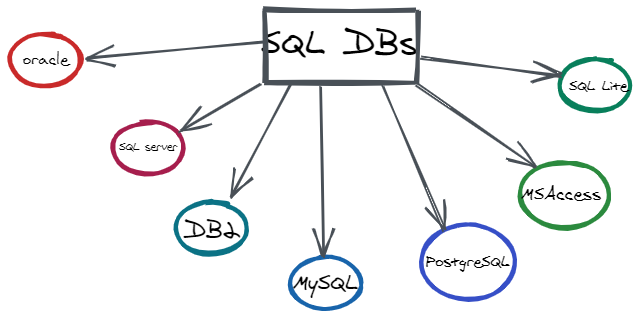 SQL DBs
oracle
SQL Lite
SQL server
MSAccess
DB2
PostgreSQL
MySQL